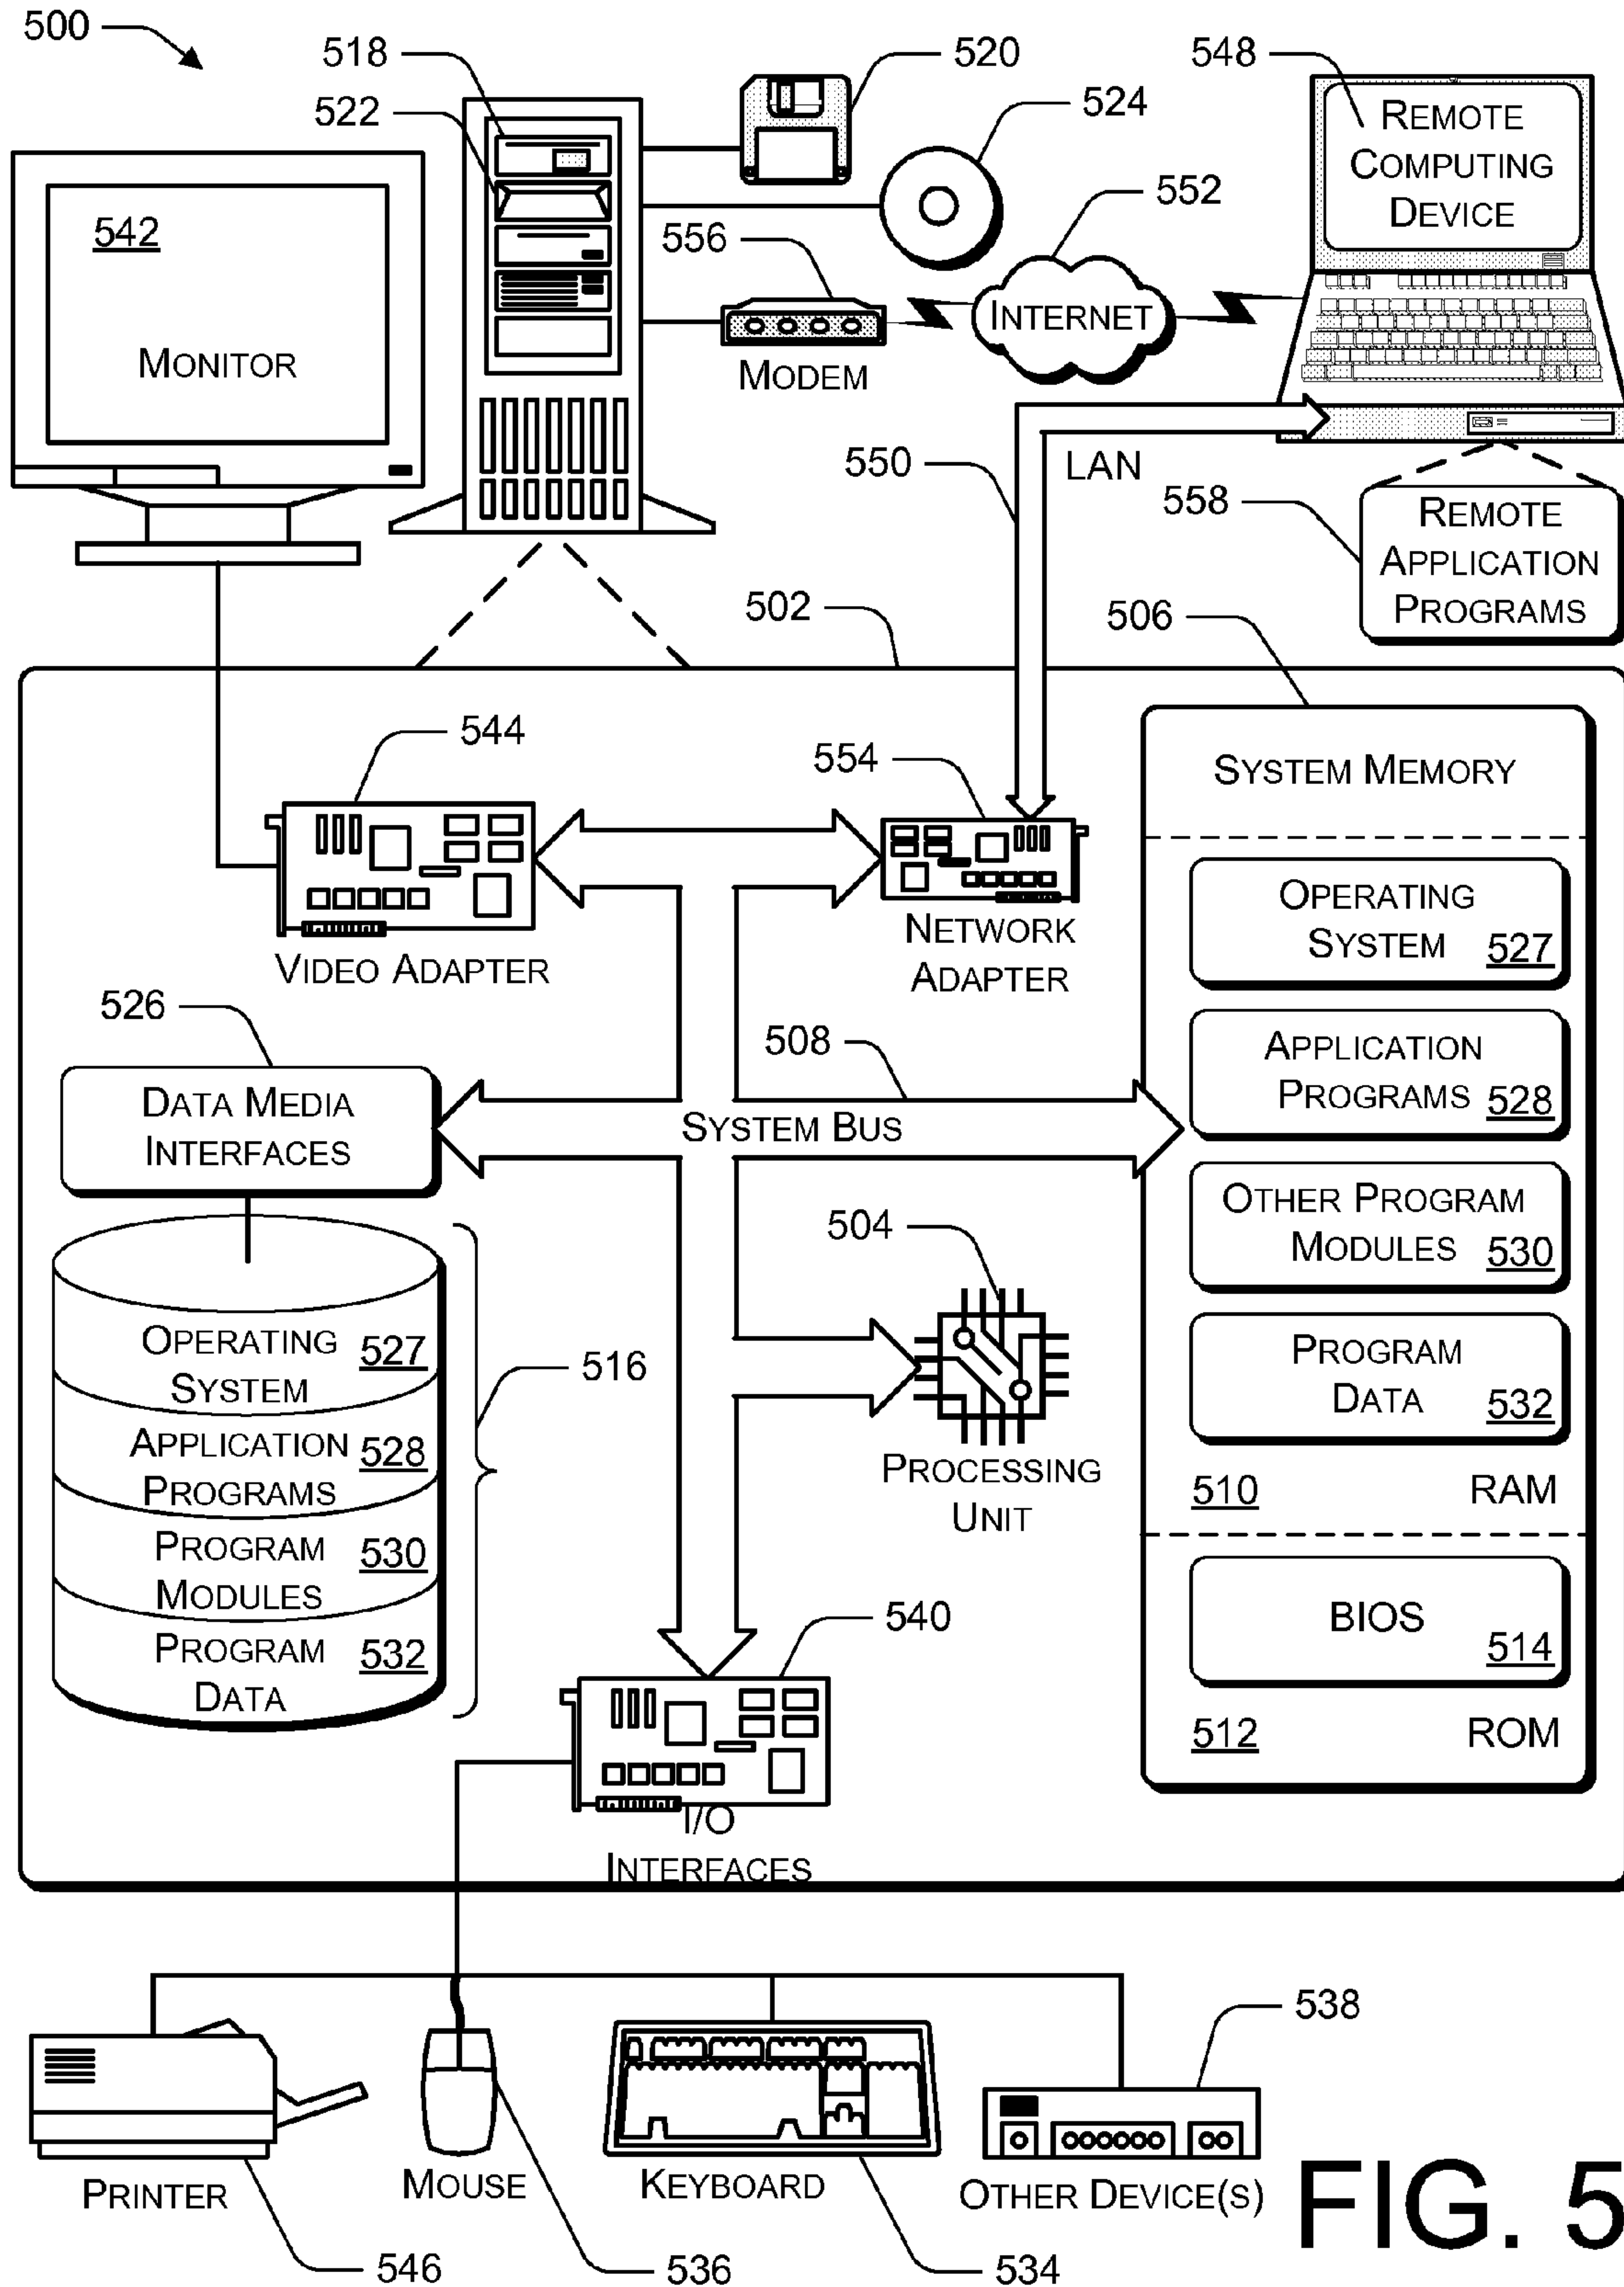 500
518
522
520
524
548
REMOTE
COMPUTING
DEVICE
542
MONITOR
556
MODEM
552
INTERNET
550
LAN
558
REMOTE
APPLICATION
PROGRAMS
502
506
544
VIDEO ADAPTER
554
NETWORK
ADAPTER
SYSTEM MEMORY
OPERATING
SYSTEM 527
APPLICATION
PROGRAMS 528
OTHER PROGRAM
MODULES 530
PROGRAM
DATA 532
510 RAM
BIOS
514
512 ROM
526
DATA MEDIA
INTERFACES
508
SYSTEM BUS
504
PROCESSING
UNIT
OPERATING 527
SYSTEM
APPLICATION 528
PROGRAMS
PROGRAM 530
MODULES
PROGRAM 532
DATA
516
540
I/O
INTERFACES
PRINTER
546
MOUSE
536
KEYBOARD
534
538
OTHER DEVICE(S)
FIG. 5